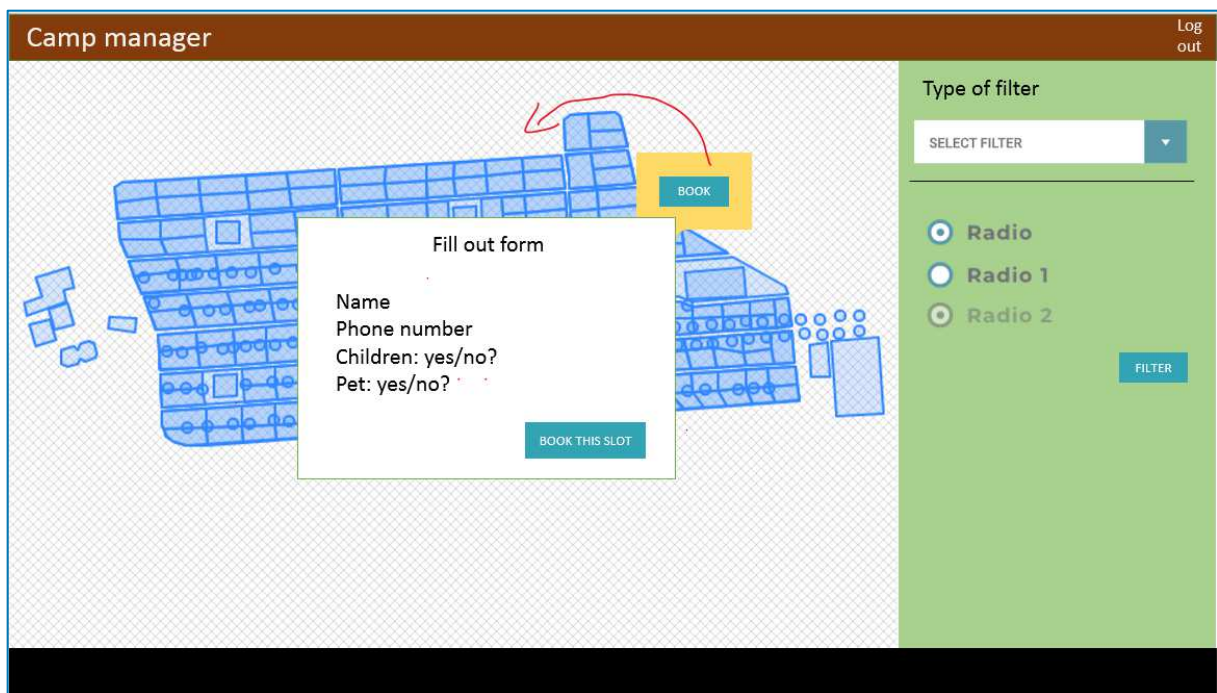 Camp manager
Log
out
Type of filter
SELECT FILTER
BOOK
Fill out form
Name
Phone number
Children: yes/no?
Pet: yes/no?
BOOK THIS SLOT
Radio
Radio 1
Radio 2
FILTER